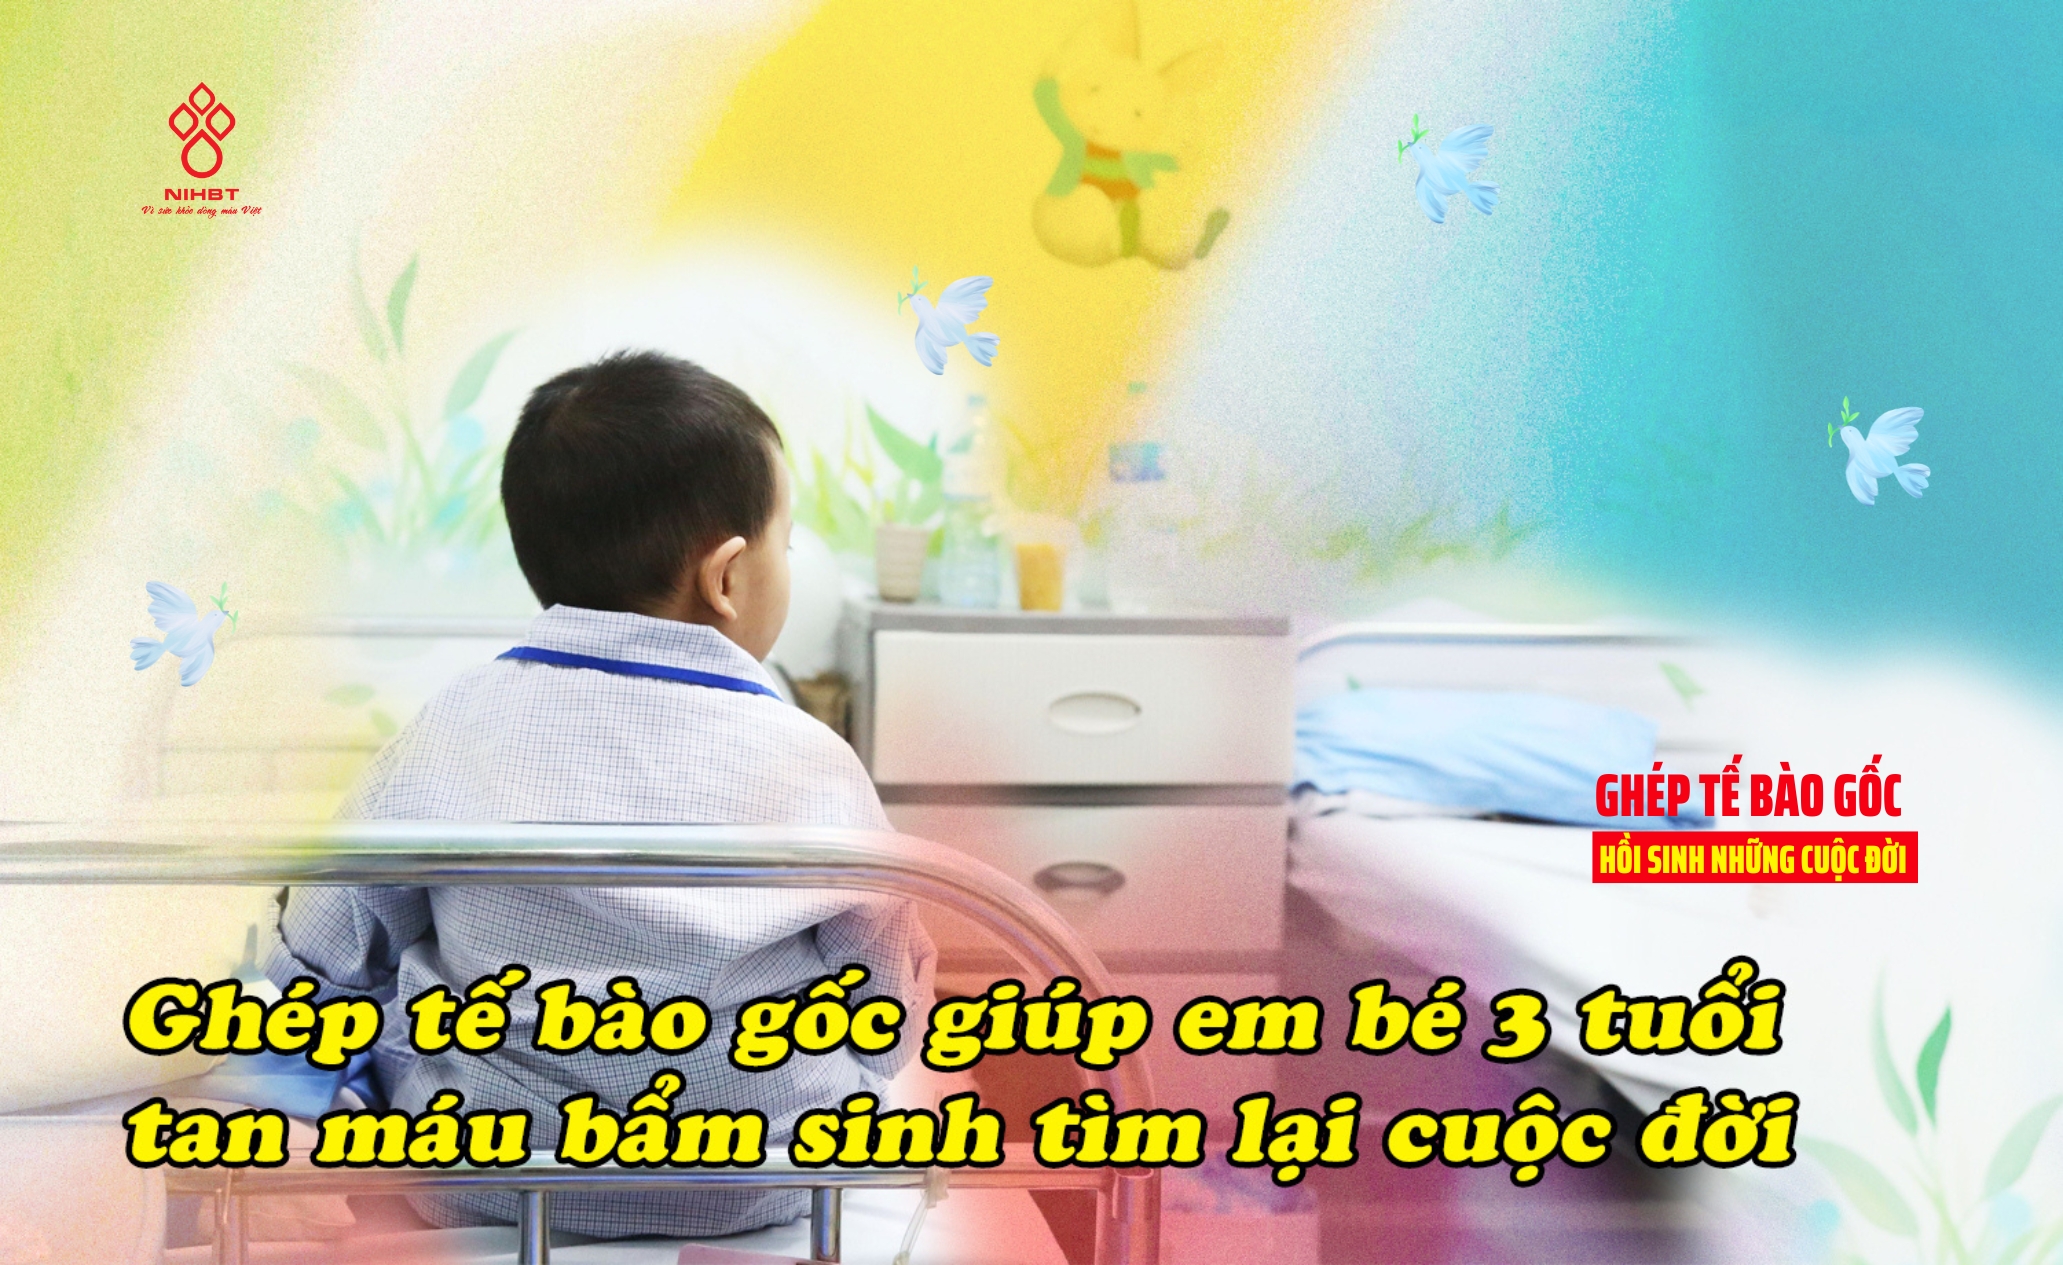 NIHBT
Vì sức khỏe dòng máu Việt
GHÉP TẾ BÀO GỐC
HỒI SINH NHỮNG CUỘC ĐỜI
Ghép tế bào gốc giúp em bé 3 tuổi
tan máu bẩm sinh tìm lại cuộc đời